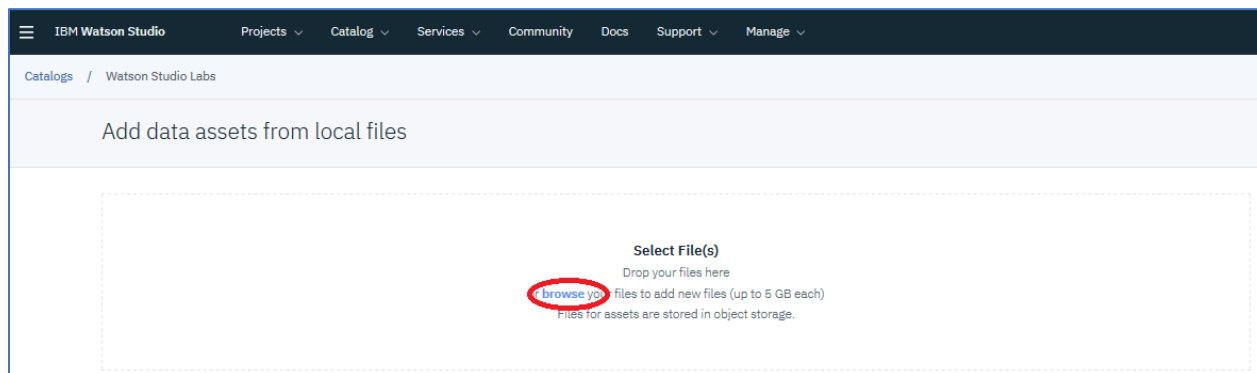 IBM Watson Studio Projects Catalog Services Community Docs Support Manage
Catalogs / Watson Studio Labs
Add data assets from local files
Select File(s)
Drop your files here
r browse your files to add new files (up to 5 GB each)
Files for assets are stored in object storage.